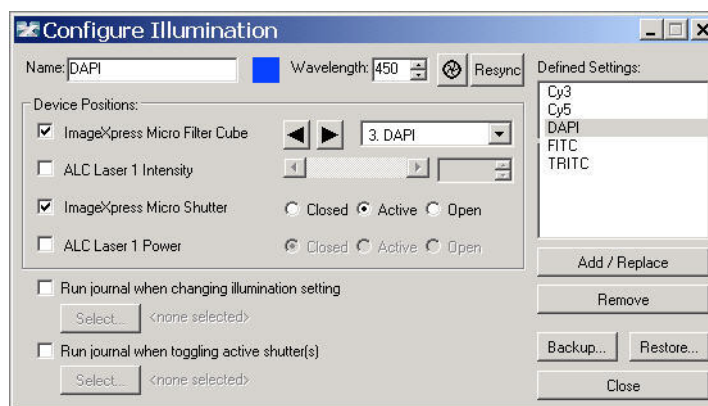 Configure Illumination
Name: DAPI Wavelength: 450 Resync
Device Positions:
ImageXpress Micro Filter Cube 3. DAPI
ALC Laser 1 Intensity
ImageXpress Micro Shutter Closed Active Open
ALC Laser 1 Power Closed Active Open
Run journal when changing illumination setting
Select... <none selected>
Run journal when toggling active shutter(s)
Select... <none selected>
Defined Settings:
Cy3
Cy5
DAPI
FITC
TRITC
Add / Replace
Remove
Backup... Restore...
Close